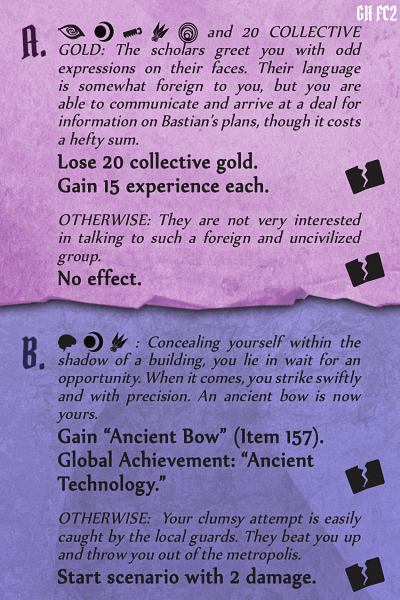 GH FC2
A.
and 20 COLLECTIVE
GOLD: The scholars greet you with odd
expressions on their faces. Their language
is somewhat foreign to you, but you are
able to communicate and arrive at a deal for
information on Bastian's plans, though it costs
a hefty sum.
Lose 20 collective gold.
Gain 15 experience each.
OTHERWISE: They are not very interested
in talking to such a foreign and uncivilized
group.
No effect.
B.
: Concealing yourself within the
shadow of a building, you lie in wait for an
opportunity. When it comes, you strike swiftly
and with precision. An ancient bow is now
yours.
Gain “Ancient Bow” (Item 157).
Global Achievement: “Ancient
Technology.”
OTHERWISE: Your clumsy attempt is easily
caught by the local guards. They beat you up
and throw you out of the metropolis.
Start scenario with 2 damage.